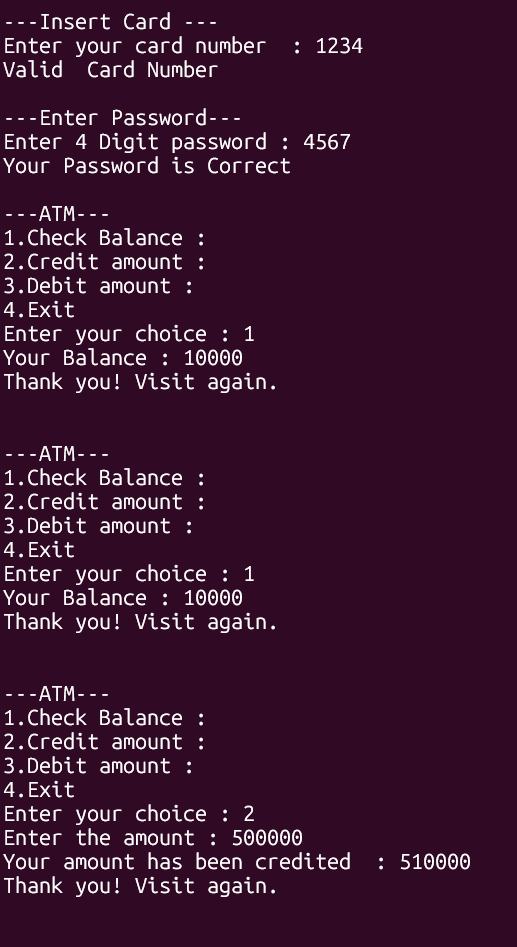 ---Insert Card ---
Enter your card number  : 1234
Valid  Card Number
---Enter Password---
Enter 4 Digit password : 4567
Your Password is Correct
---ATM---
1.Check Balance :
2.Credit amount :
3.Debit amount :
4.Exit
Enter your choice : 1
Your Balance : 10000
Thank you! Visit again.
---ATM---
1.Check Balance :
2.Credit amount :
3.Debit amount :
4.Exit
Enter your choice : 1
Your Balance : 10000
Thank you! Visit again.
---ATM---
1.Check Balance :
2.Credit amount :
3.Debit amount :
4.Exit
Enter your choice : 2
Enter the amount : 500000
Your amount has been credited  : 510000
Thank you! Visit again.